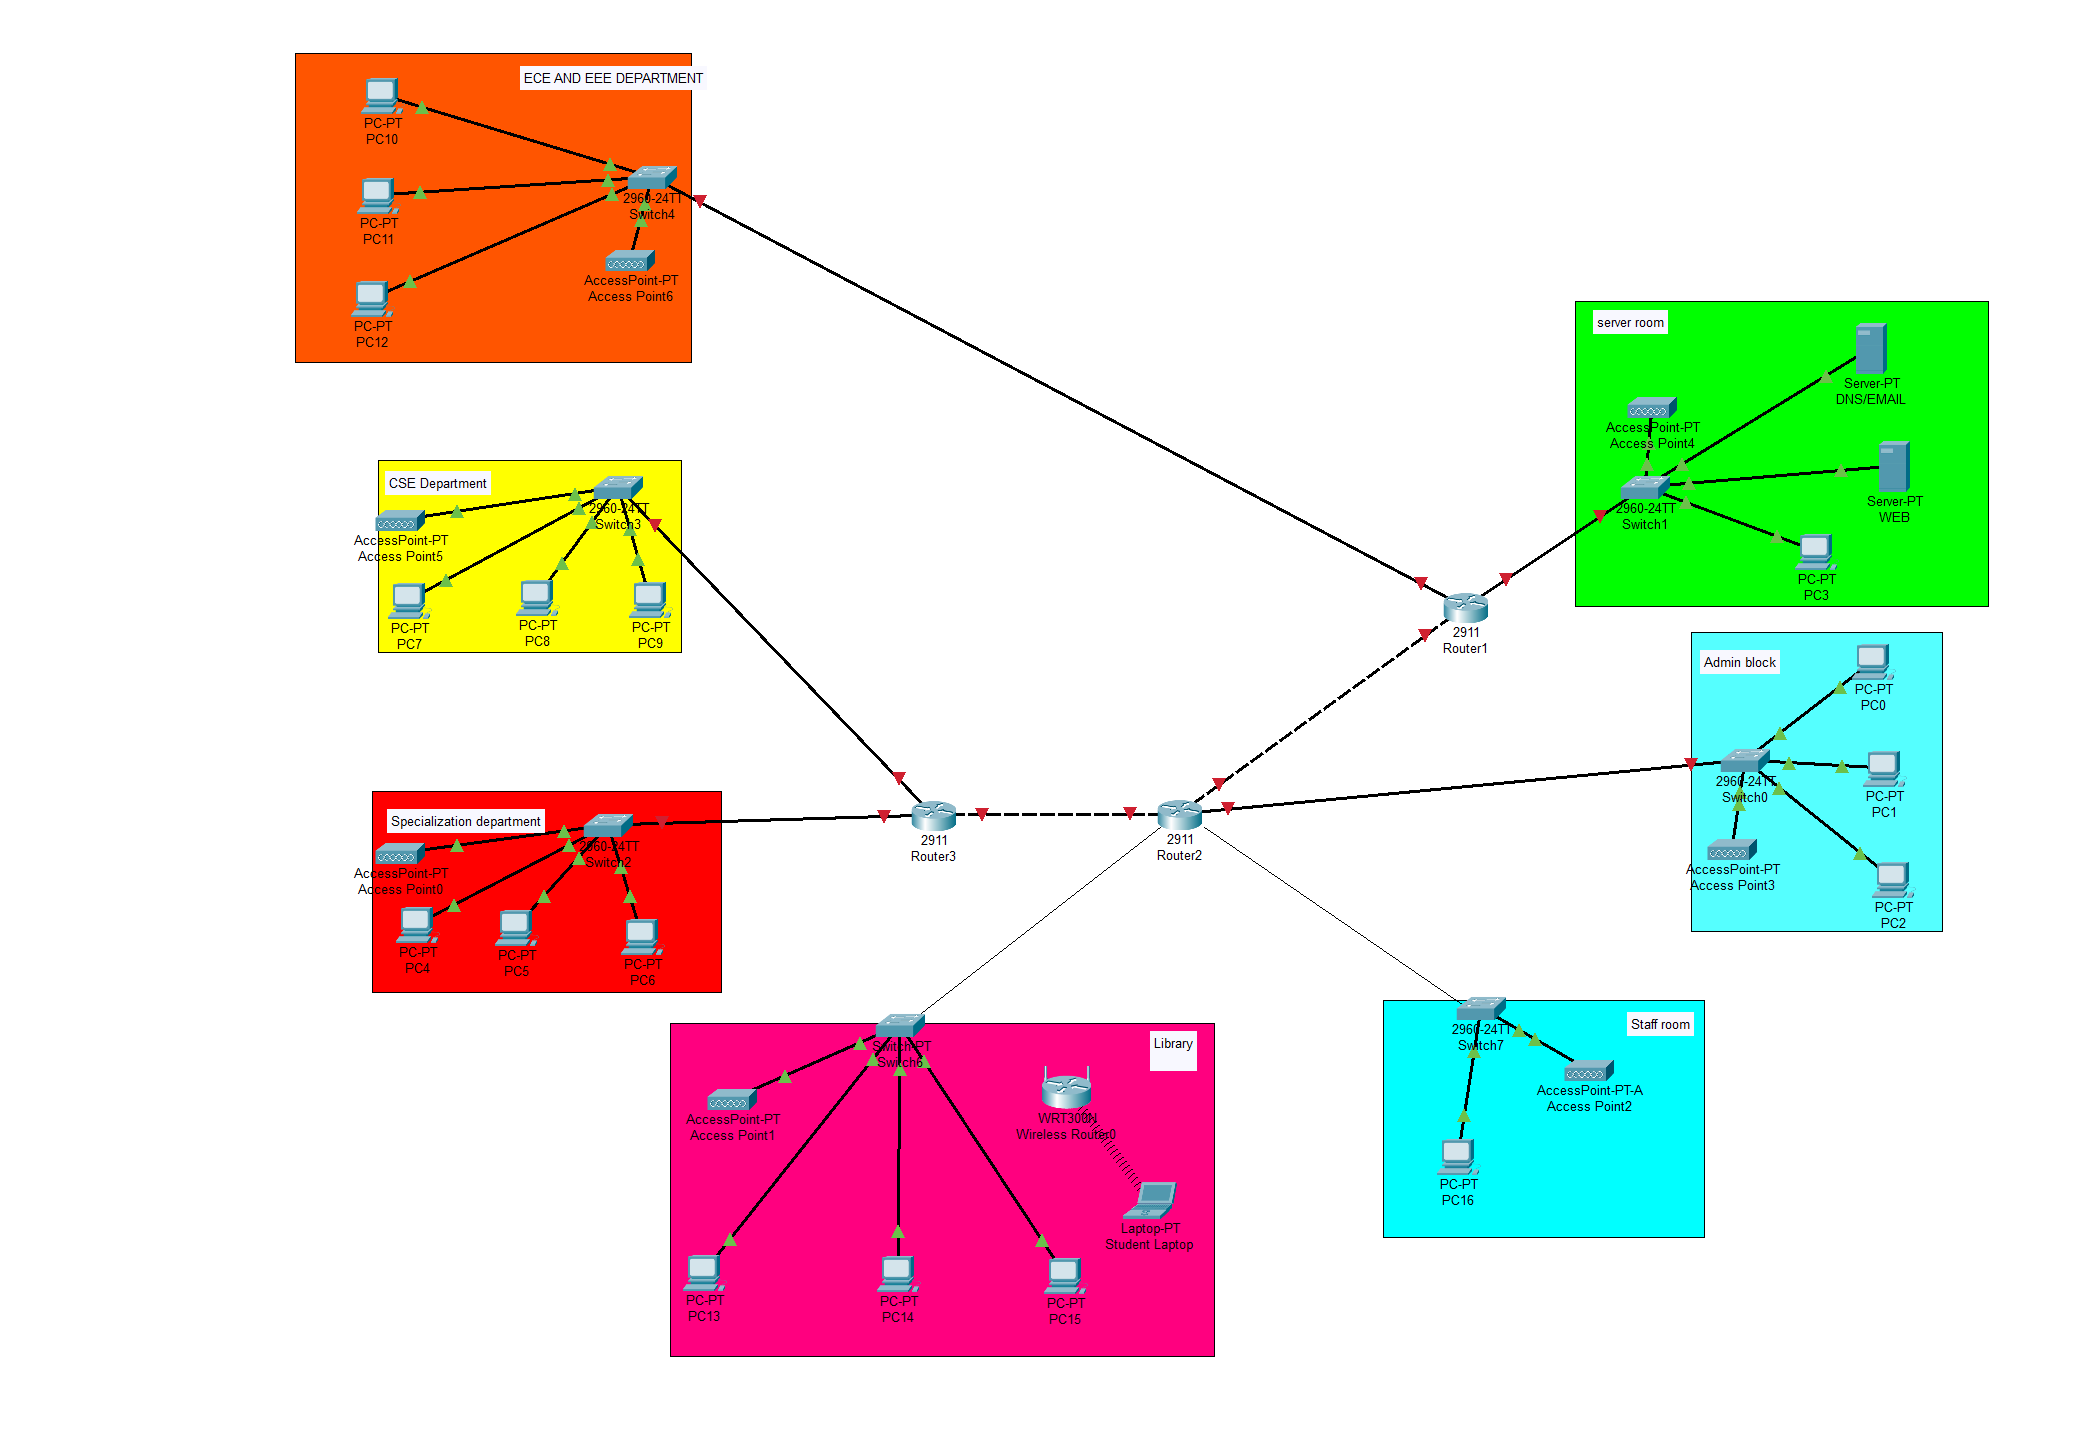 ECE AND EEE DEPARTMENT
PC-PT
PC10
PC-PT
PC11
PC-PT
PC12
2960-24TT
Switch4
AccessPoint-PT
Access Point6
server room
Server-PT
DNS/EMAIL
AccessPoint-PT
Access Point4
2960-24TT
Switch1
Server-PT
WEB
PC-PT
PC3
CSE Department
2960-24TT
Switch3
AccessPoint-PT
Access Point5
PC-PT
PC7
PC-PT
PC8
PC-PT
PC9
2911
Router1
Admin block
PC-PT
PC0
2960-24TT
Switch0
PC-PT
PC1
AccessPoint-PT
Access Point3
PC-PT
PC2
Specialization department
2960-24TT
Switch2
AccessPoint-PT
Access Point0
PC-PT
PC4
PC-PT
PC5
PC-PT
PC6
2911
Router3
2911
Router2
Library
Switch-PT
Switch6
AccessPoint-PT
Access Point1
WRT300N
Wireless Router0
Laptop-PT
Student Laptop
PC-PT
PC13
PC-PT
PC14
PC-PT
PC15
Staff room
2960-24TT
Switch7
AccessPoint-PT-A
Access Point2
PC-PT
PC16